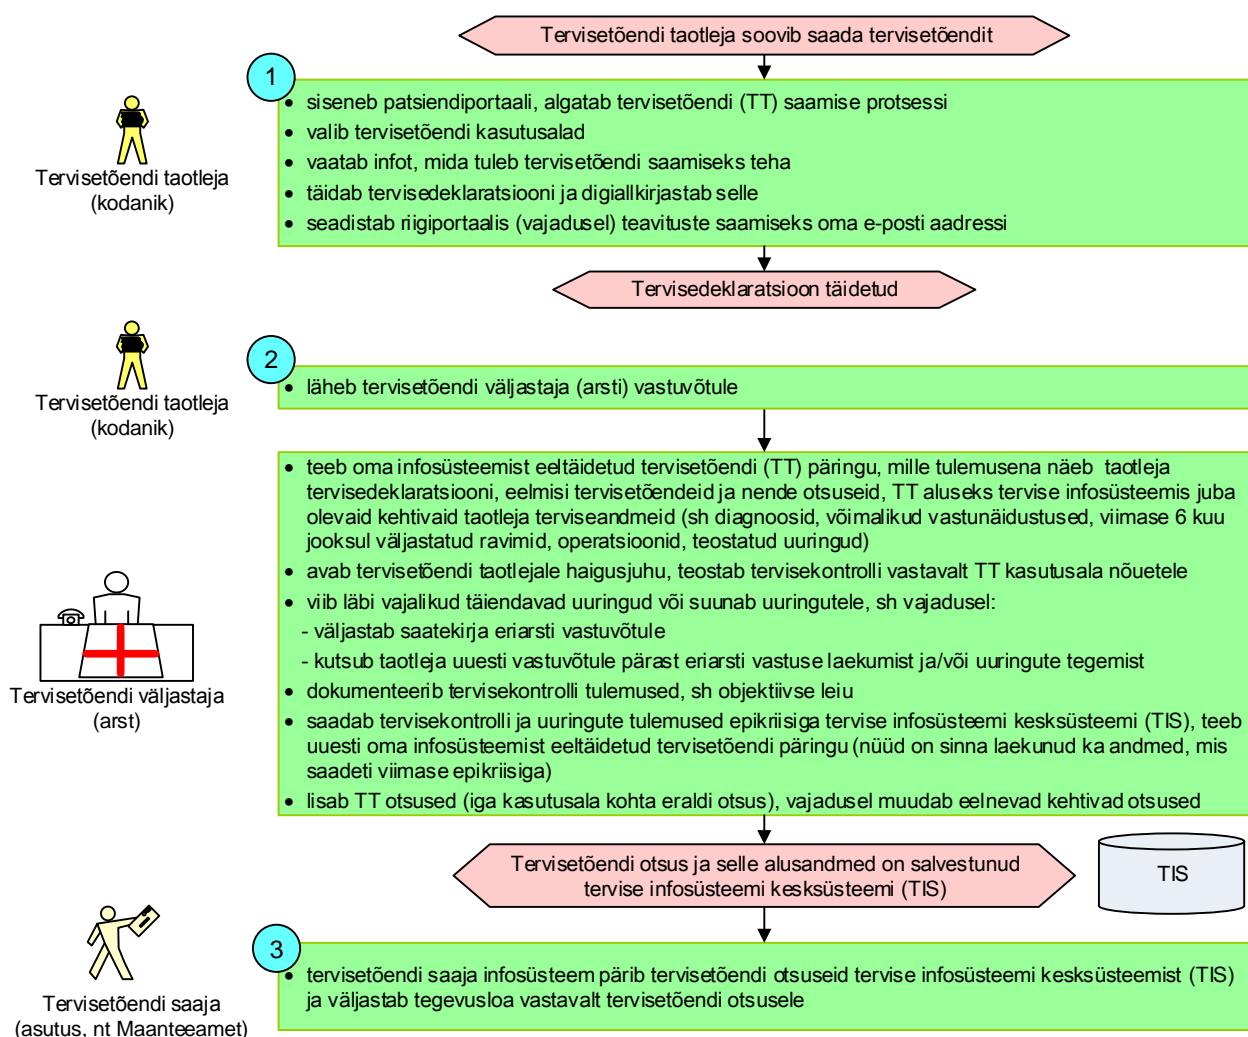 Tervisetõendi taotleja soovib saada tervisetõendit
1
• siseneb patsiendiportaali, algatab tervisetõendi (TT) saamise protsessi
• valib tervisetõendi kasutusalad
• vaatab infot, mida tuleb tervisetõendi saamiseks teha
• täidab tervisedeklaratsiooni ja digiallkirjastab selle
• seadistab riigiportaalis (vajadusel) teavituste saamiseks oma e-posti aadressi
Tervisetõendi taotleja
(kodanik)
Tervisedeklaratsioon täidetud
2
• läheb tervisetõendi väljastaja (arsti) vastuvõtule
Tervisetõendi taotleja
(kodanik)
• teeb oma infosüsteemist eeltäidetud tervisetõendi (TT) päringu, mille tulemusena näeb taotleja
tervisedeklaratsiooni, eelmisi tervisetõendeid ja nende otsuseid, TT aluseks tervise infosüsteemis juba
olevaid kehtivaid taotleja terviseandmeid (sh diagnoosid, võimalikud vastunäidustused, viimase 6 kuu
jooksul väljastatud ravimid, operatsioonid, teostatud uuringud)
• avab tervisetõendi taotlejale haigusjuhu, teostab tervisekontrolli vastavalt TT kasutusala nõuetele
• viib läbi vajalikud täiendavad uuringud või suunab uuringutele, sh vajadusel:
- väljastab saatekirja eriarsti vastuvõtule
- kutsub taotleja uuesti vastuvõtule pärast eriarsti vastuse laekumist ja/või uuringute tegemist
• dokumenteerib tervisekontrolli tulemused, sh objektiivse leiu
• saadab tervisekontrolli ja uuringute tulemused epikriisiga tervise infosüsteemi kesksüsteemi (TIS), teeb
uuesti oma infosüsteemist eeltäidetud tervisetõendi päringu (nüüd on sinna laekunud ka andmed, mis
saadeti viimase epikriisiga)
• lisab TT otsused (iga kasutusala kohta eraldi otsus), vajadusel muudab eelnevad kehtivad otsused
Tervisetõendi väljastaja
(arst)
Tervisetõendi otsus ja selle alusandmed on salvestunud
tervise infosüsteemi kesksüsteemi (TIS)
TIS
3
• tervisetõendi saaja infosüsteem pärib tervisetõendi otsuseid tervise infosüsteemi kesksüsteemist (TIS)
ja väljastab tegevusloa vastavalt tervisetõendi otsusele
Tervisetõendi saaja
(asutus, nt Maanteeamet)